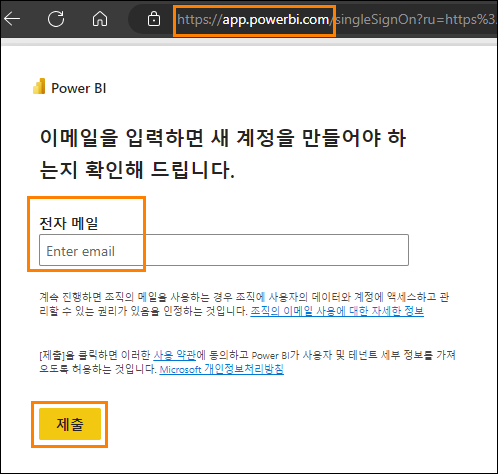 https://app.powerbi.com/singleSignOn?ru=https%3.
Power BI
이메일을 입력하면 새 계정을 만들어야 하
는지 확인해 드립니다.
전자 메일
Enter email
계속 진행하면 조직의 메일을 사용하는 경우 조직에 사용자의 데이터와 계정에 액세스하고 관
리할 수 있는 권리가 있음을 인정하는 것입니다. 조직의 이메일 사용에 대한 자세한 정보
[제출]을 클릭하면 이러한 사용 약관에 동의하고 Power BI가 사용자 및 테넌트 세부 정보를 가져
오도록 허용하는 것입니다. Microsoft 개인정보처리방침
제출